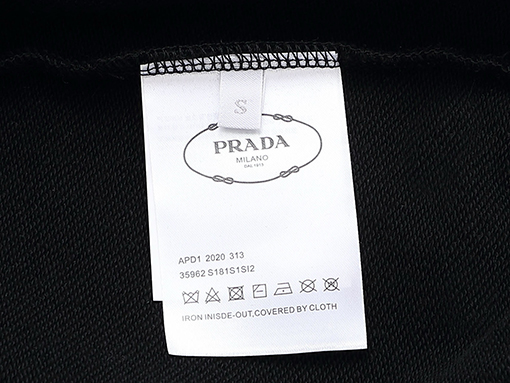 S
PRADA
MILANO
DAL 1913
APD1 2020 313
35962 S181S1SI2
IRON INISDE-OUT,COVERED BY CLOTH